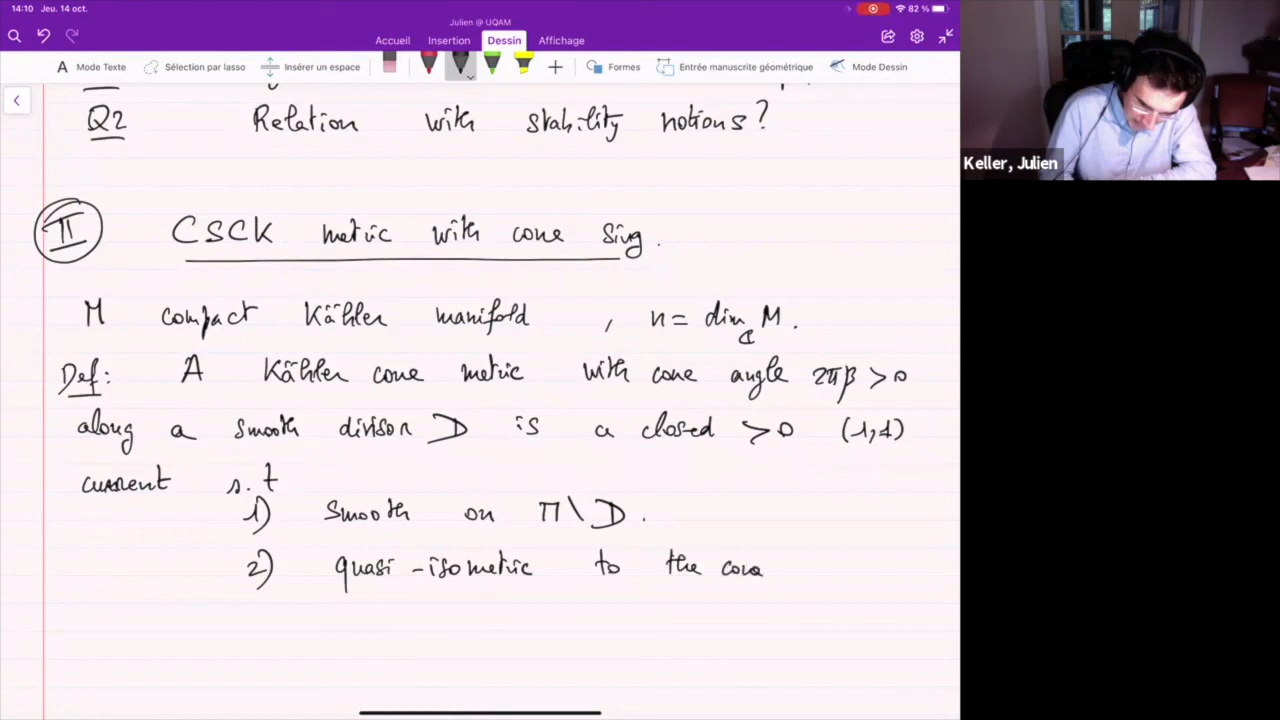 14:10 Jeu. 14 oct.
82 %
Julien @ UQAM
Accueil Insertion Dessin Affichage
A Mode Texte Sélection par lasso Insérer un espace Formes Entrée manuscrite géométrique Mode Dessin
Q2 Relation with stability notions?
II CSCK metric with cone sing.
M compact Kähler manifold , n = dim_C M.
Def: A Kähler cone metric with cone angle 2πβ > 0
along a smooth divisor D is a closed > 0 (1,1)
current s.t
1) smooth on M \ D.
2) quasi-isometric to the cone
Keller, Julien